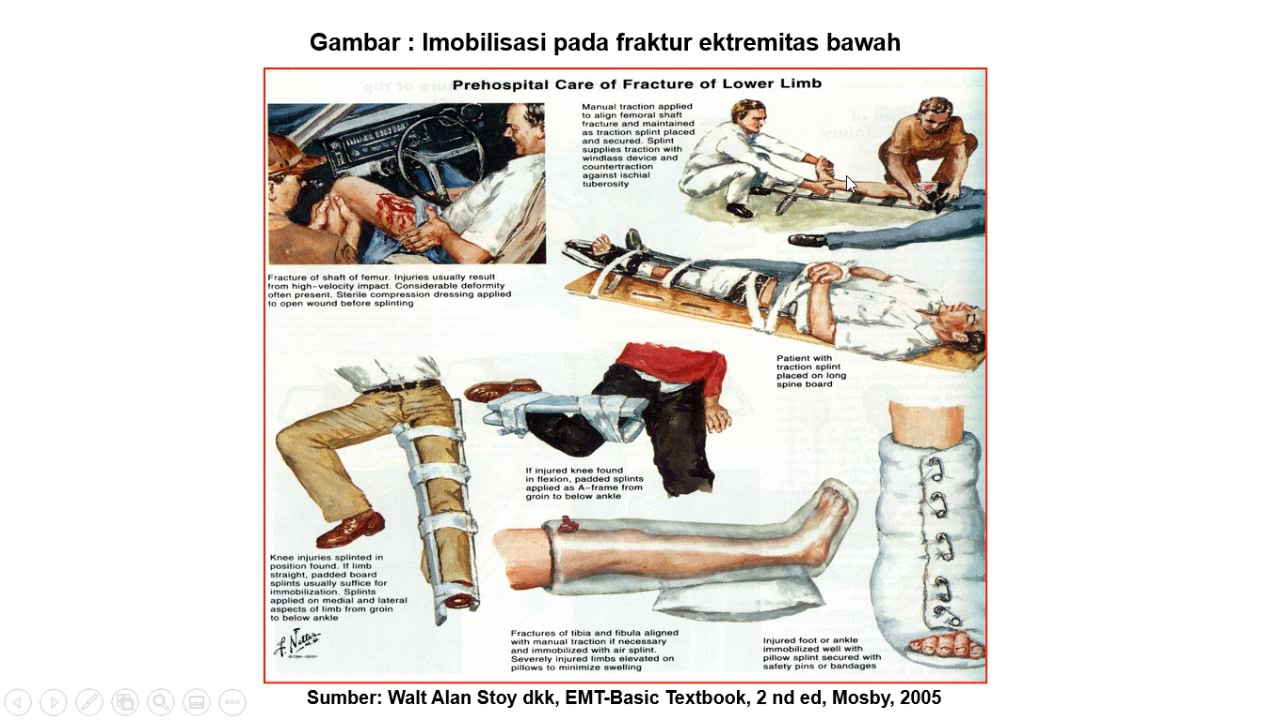 Gambar : Imobilisasi pada fraktur ektremitas bawah
Prehospital Care of Fracture of Lower Limb
Manual traction applied
to align femoral shaft
fracture and maintained
as traction splint placed
and secured. Splint
supplies traction with
windlass device and
countertraction
against ischial
tuberosity
Fracture of shaft of femur. Injuries usually result
from high-velocity impact. Considerable deformity
often present. Sterile compression dressing applied
to open wound before splinting
Patient with
traction splint
placed on long
spine board
If injured knee found
in flexion, padded splints
applied as A-frame from
groin to below ankle
Knee injuries splinted in
position found. If limb
straight, padded board
splints usually suffice for
immobilization. Splints
applied on medial and lateral
aspects of limb from groin
to below ankle
Fractures of tibia and fibula aligned
with manual traction if necessary
and immobilized with air splint.
Severely injured limbs elevated on
pillows to minimize swelling
Injured foot or ankle
immobilized well with
pillow splint secured with
safety pins or bandages
Sumber: Walt Alan Stoy dkk, EMT-Basic Textbook, 2 nd ed, Mosby, 2005